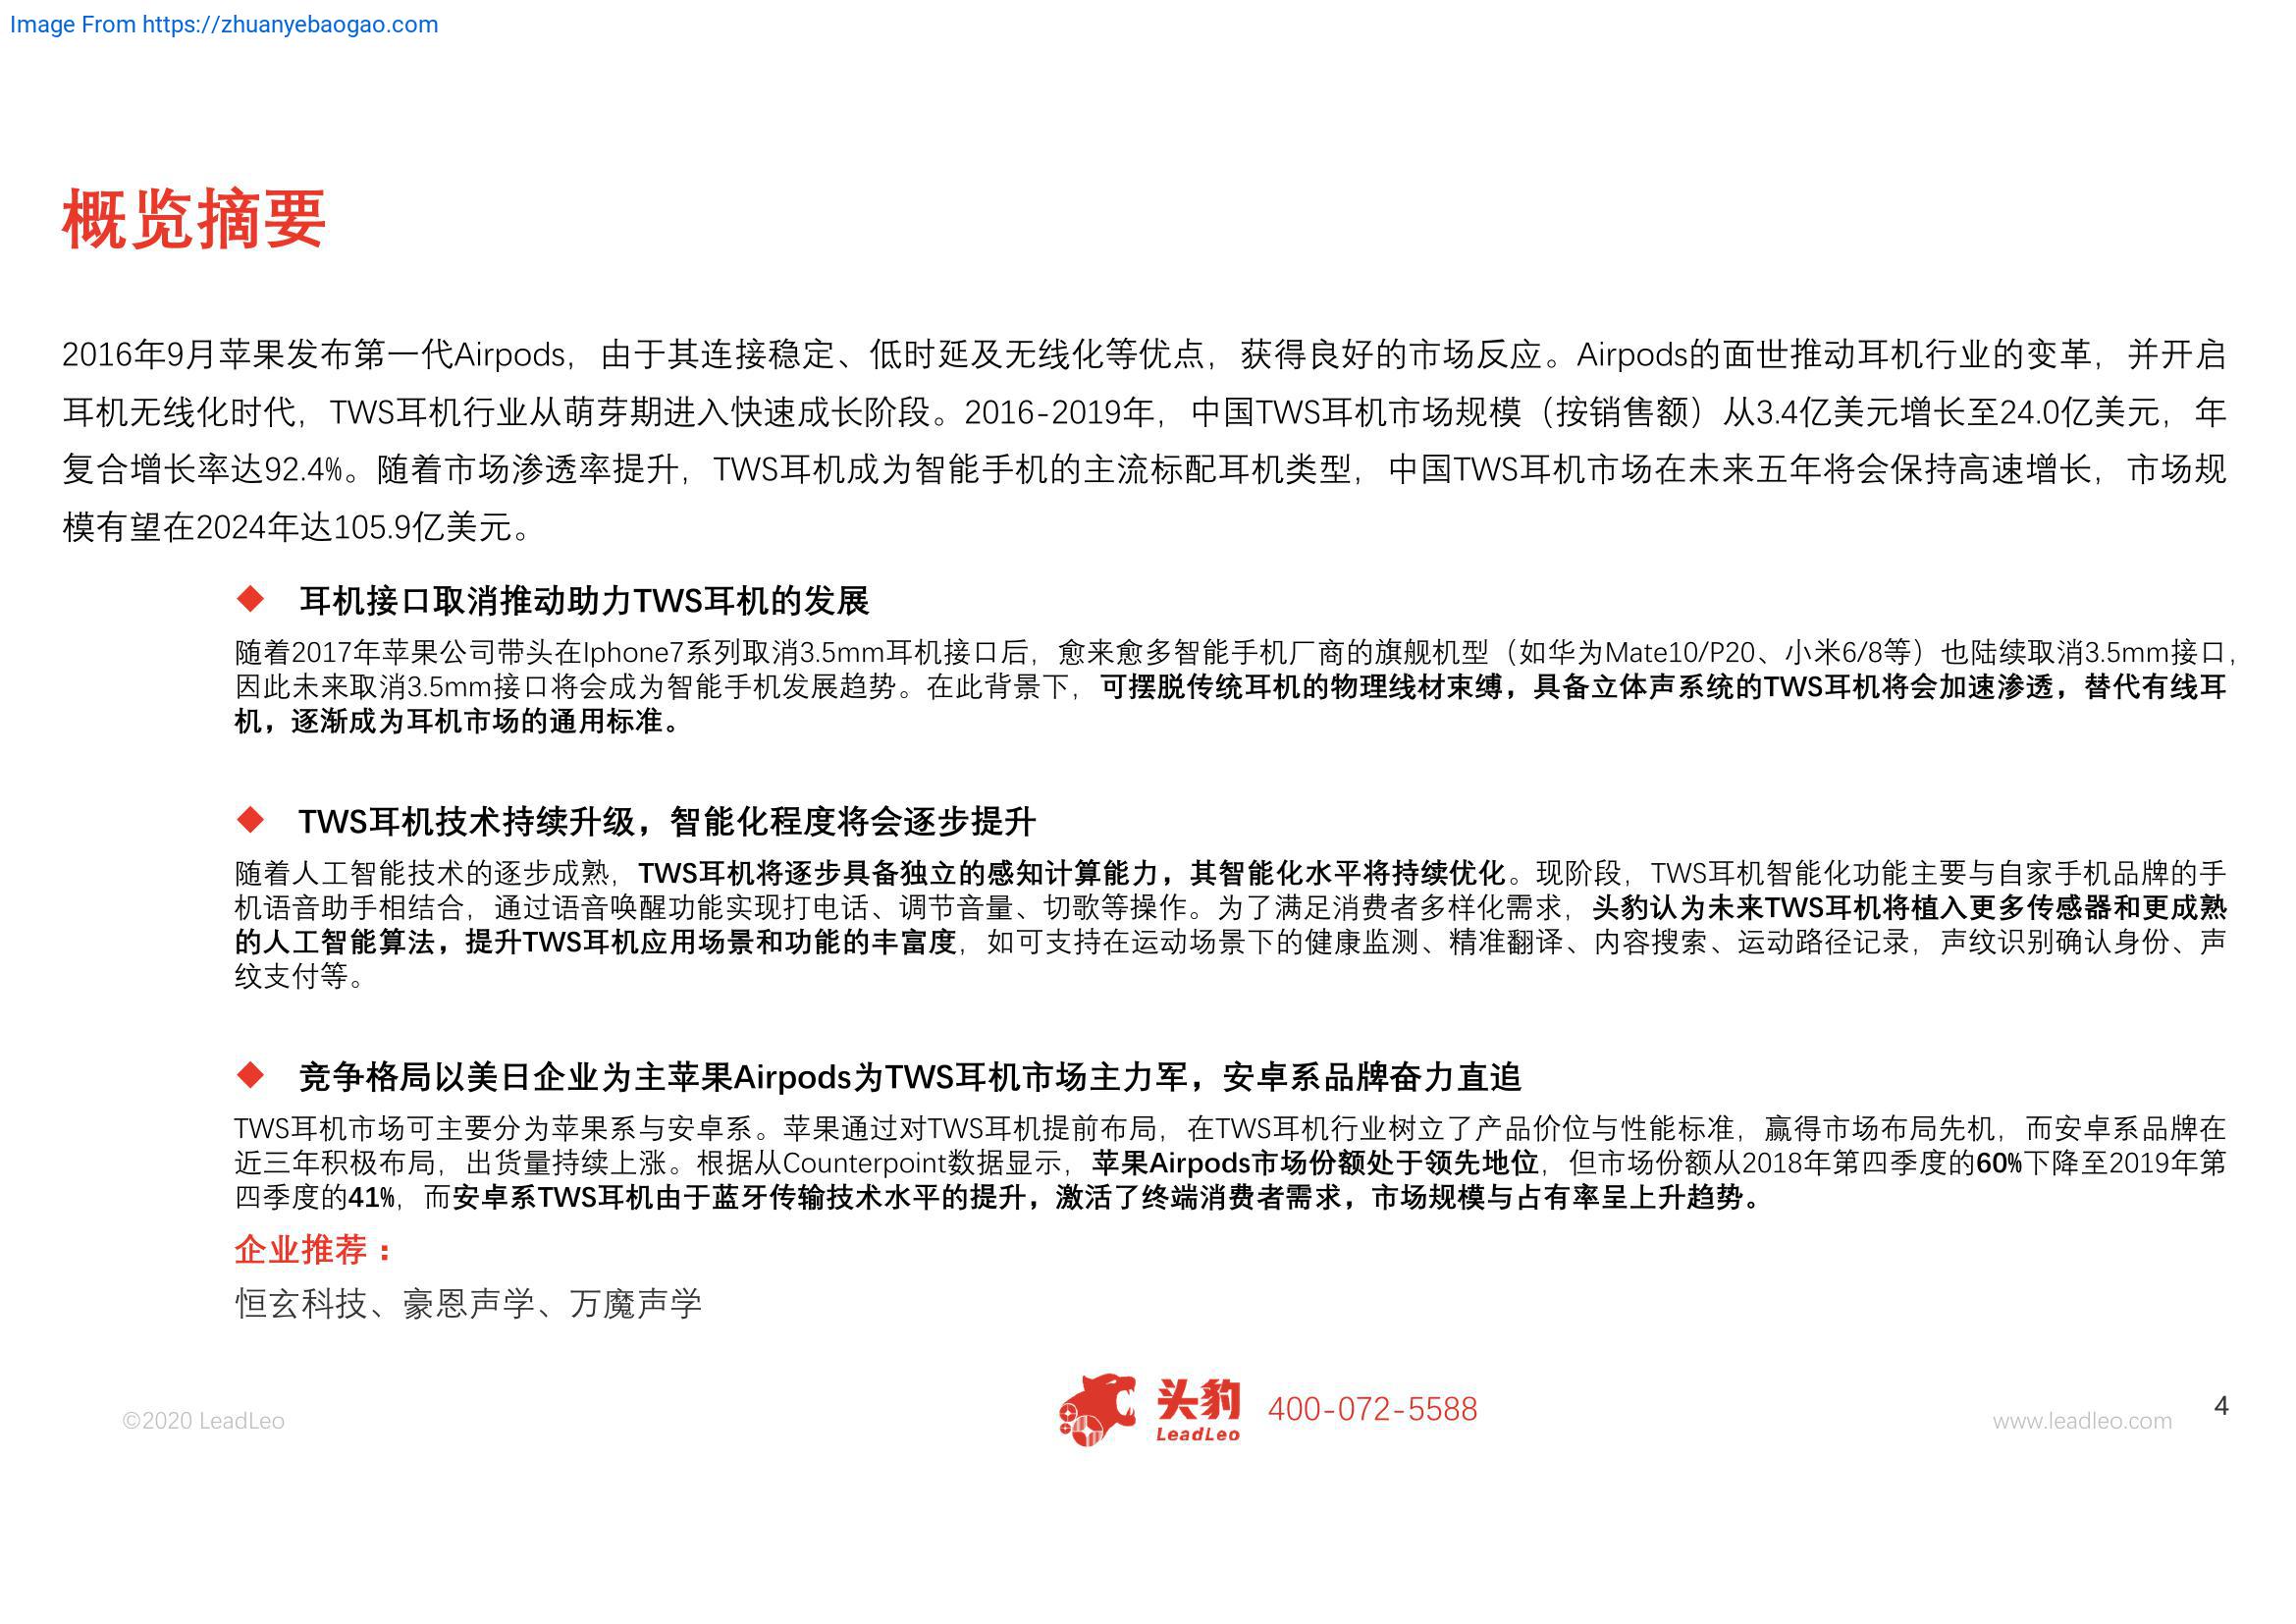 Image From https://zhuanyebaogao.com
概览摘要
2016年9月苹果发布第一代Airpods，由于其连接稳定、低时延及无线化等优点，获得良好的市场反应。Airpods的面世推动耳机行业的变革，并开启
耳机无线化时代，TWS耳机行业从萌芽期进入快速成长阶段。2016-2019年，中国TWS耳机市场规模（按销售额）从3.4亿美元增长至24.0亿美元，年
复合增长率达92.4%。随着市场渗透率提升，TWS耳机成为智能手机的主流标配耳机类型，中国TWS耳机市场在未来五年将会保持高速增长，市场规
模有望在2024年达105.9亿美元。
◆ 耳机接口取消推动助力TWS耳机的发展
随着2017年苹果公司带头在Iphone7系列取消3.5mm耳机接口后，愈来愈多智能手机厂商的旗舰机型（如华为Mate10/P20、小米6/8等）也陆续取消3.5mm接口，
因此未来取消3.5mm接口将会成为智能手机发展趋势。在此背景下，可摆脱传统耳机的物理线材束缚，具备立体声系统的TWS耳机将会加速渗透，替代有线耳
机，逐渐成为耳机市场的通用标准。
◆ TWS耳机技术持续升级，智能化程度将会逐步提升
随着人工智能技术的逐步成熟，TWS耳机将逐步具备独立的感知计算能力，其智能化水平将持续优化。现阶段，TWS耳机智能化功能主要与自家手机品牌的手
机语音助手相结合，通过语音唤醒功能实现打电话、调节音量、切歌等操作。为了满足消费者多样化需求，头豹认为未来TWS耳机将植入更多传感器和更成熟
的人工智能算法，提升TWS耳机应用场景和功能的丰富度，如可支持在运动场景下的健康监测、精准翻译、内容搜索、运动路径记录，声纹识别确认身份、声
纹支付等。
◆ 竞争格局以美日企业为主苹果Airpods为TWS耳机市场主力军，安卓系品牌奋力直追
TWS耳机市场可主要分为苹果系与安卓系。苹果通过对TWS耳机提前布局，在TWS耳机行业树立了产品价位与性能标准，赢得市场布局先机，而安卓系品牌在
近三年积极布局，出货量持续上涨。根据从Counterpoint数据显示，苹果Airpods市场份额处于领先地位，但市场份额从2018年第四季度的60%下降至2019年第
四季度的41%，而安卓系TWS耳机由于蓝牙传输技术水平的提升，激活了终端消费者需求，市场规模与占有率呈上升趋势。
企业推荐：
恒玄科技、豪恩声学、万魔声学
©2020 LeadLeo
头豹
LeadLeo
400-072-5588
www.leadleo.com
4